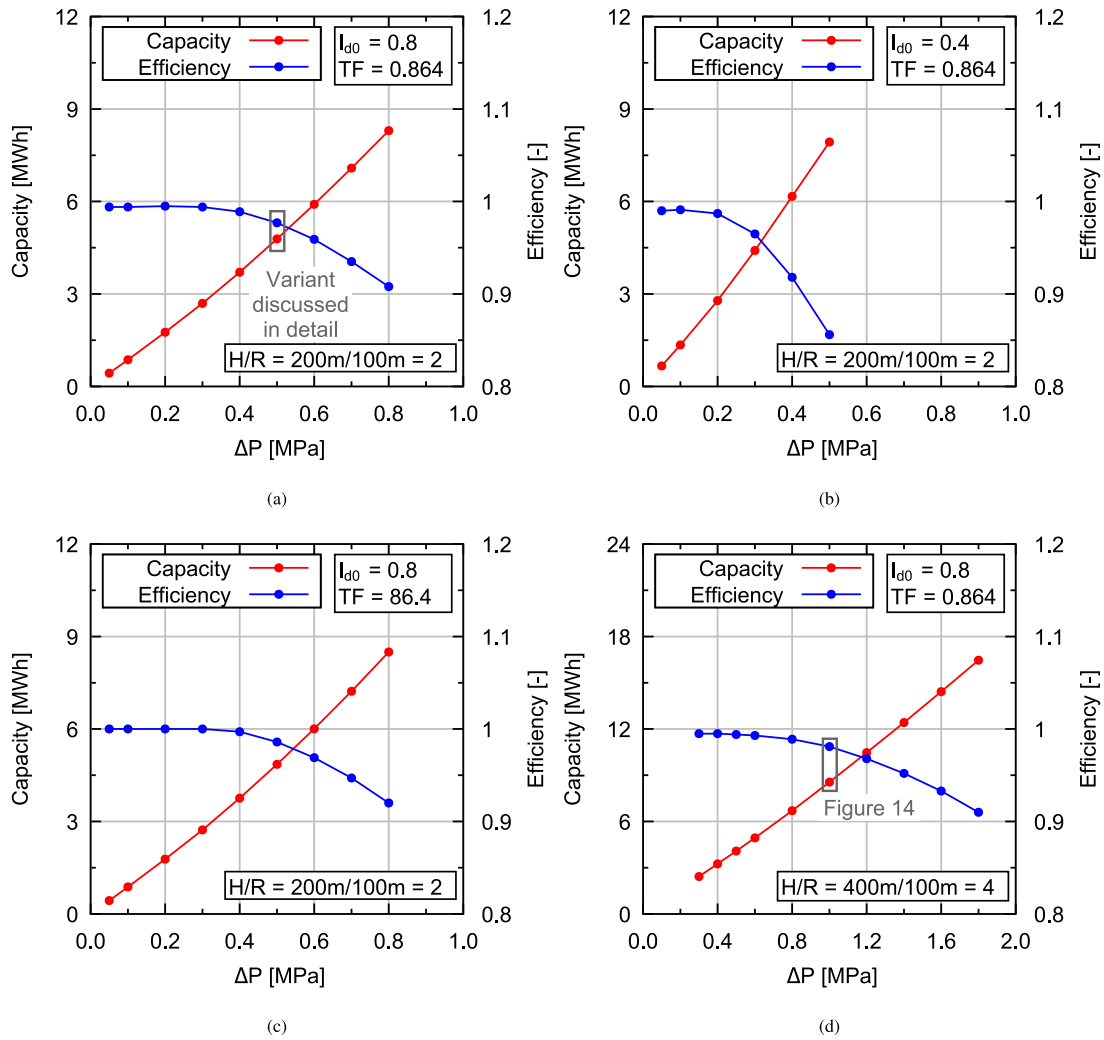 12
9
6
3
0
Capacity [MWh]
Capacity
Efficiency
I_d0 = 0.8
TF = 0.864
1.2
1.1
1
0.9
0.8
Efficiency [-]
Variant
discussed
in detail
H/R = 200m/100m = 2
0.0 0.2 0.4 0.6 0.8 1.0
ΔP [MPa]
(a)
12
9
6
3
0
Capacity [MWh]
Capacity
Efficiency
I_d0 = 0.4
TF = 0.864
1.2
1.1
1
0.9
0.8
Efficiency [-]
H/R = 200m/100m = 2
0.0 0.2 0.4 0.6 0.8 1.0
ΔP [MPa]
(b)
12
9
6
3
0
Capacity [MWh]
Capacity
Efficiency
I_d0 = 0.8
TF = 86.4
1.2
1.1
1
0.9
0.8
Efficiency [-]
H/R = 200m/100m = 2
0.0 0.2 0.4 0.6 0.8 1.0
ΔP [MPa]
(c)
24
18
12
6
0
Capacity [MWh]
Capacity
Efficiency
I_d0 = 0.8
TF = 0.864
1.2
1.1
1
0.9
0.8
Efficiency [-]
Figure 14
H/R = 400m/100m = 4
0.0 0.4 0.8 1.2 1.6 2.0
ΔP [MPa]
(d)